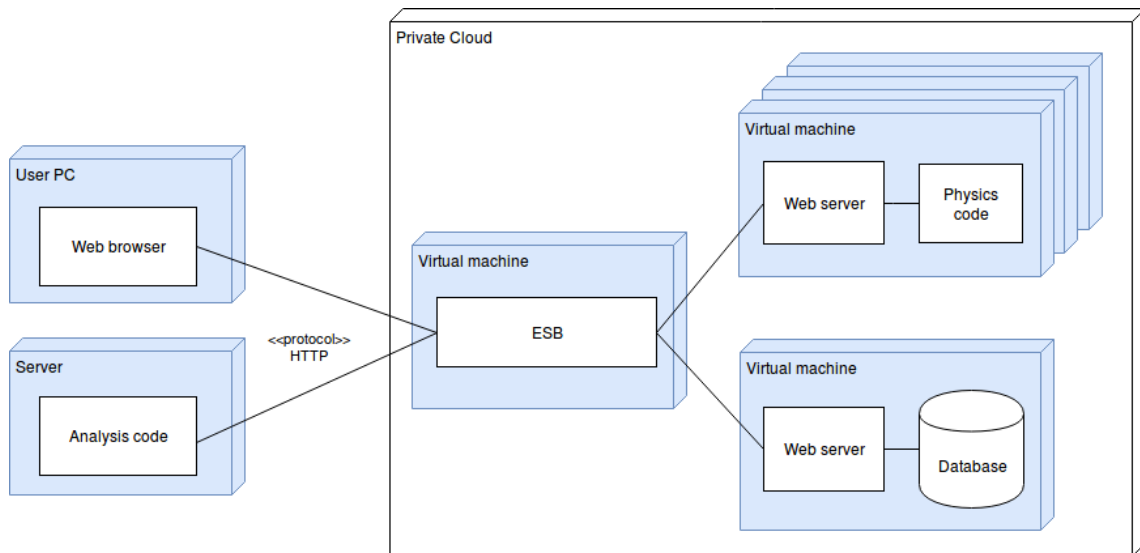 Private Cloud
User PC
Web browser
Server
Analysis code
<<protocol>>
HTTP
Virtual machine
ESB
Virtual machine
Web server
Physics
code
Virtual machine
Web server
Database